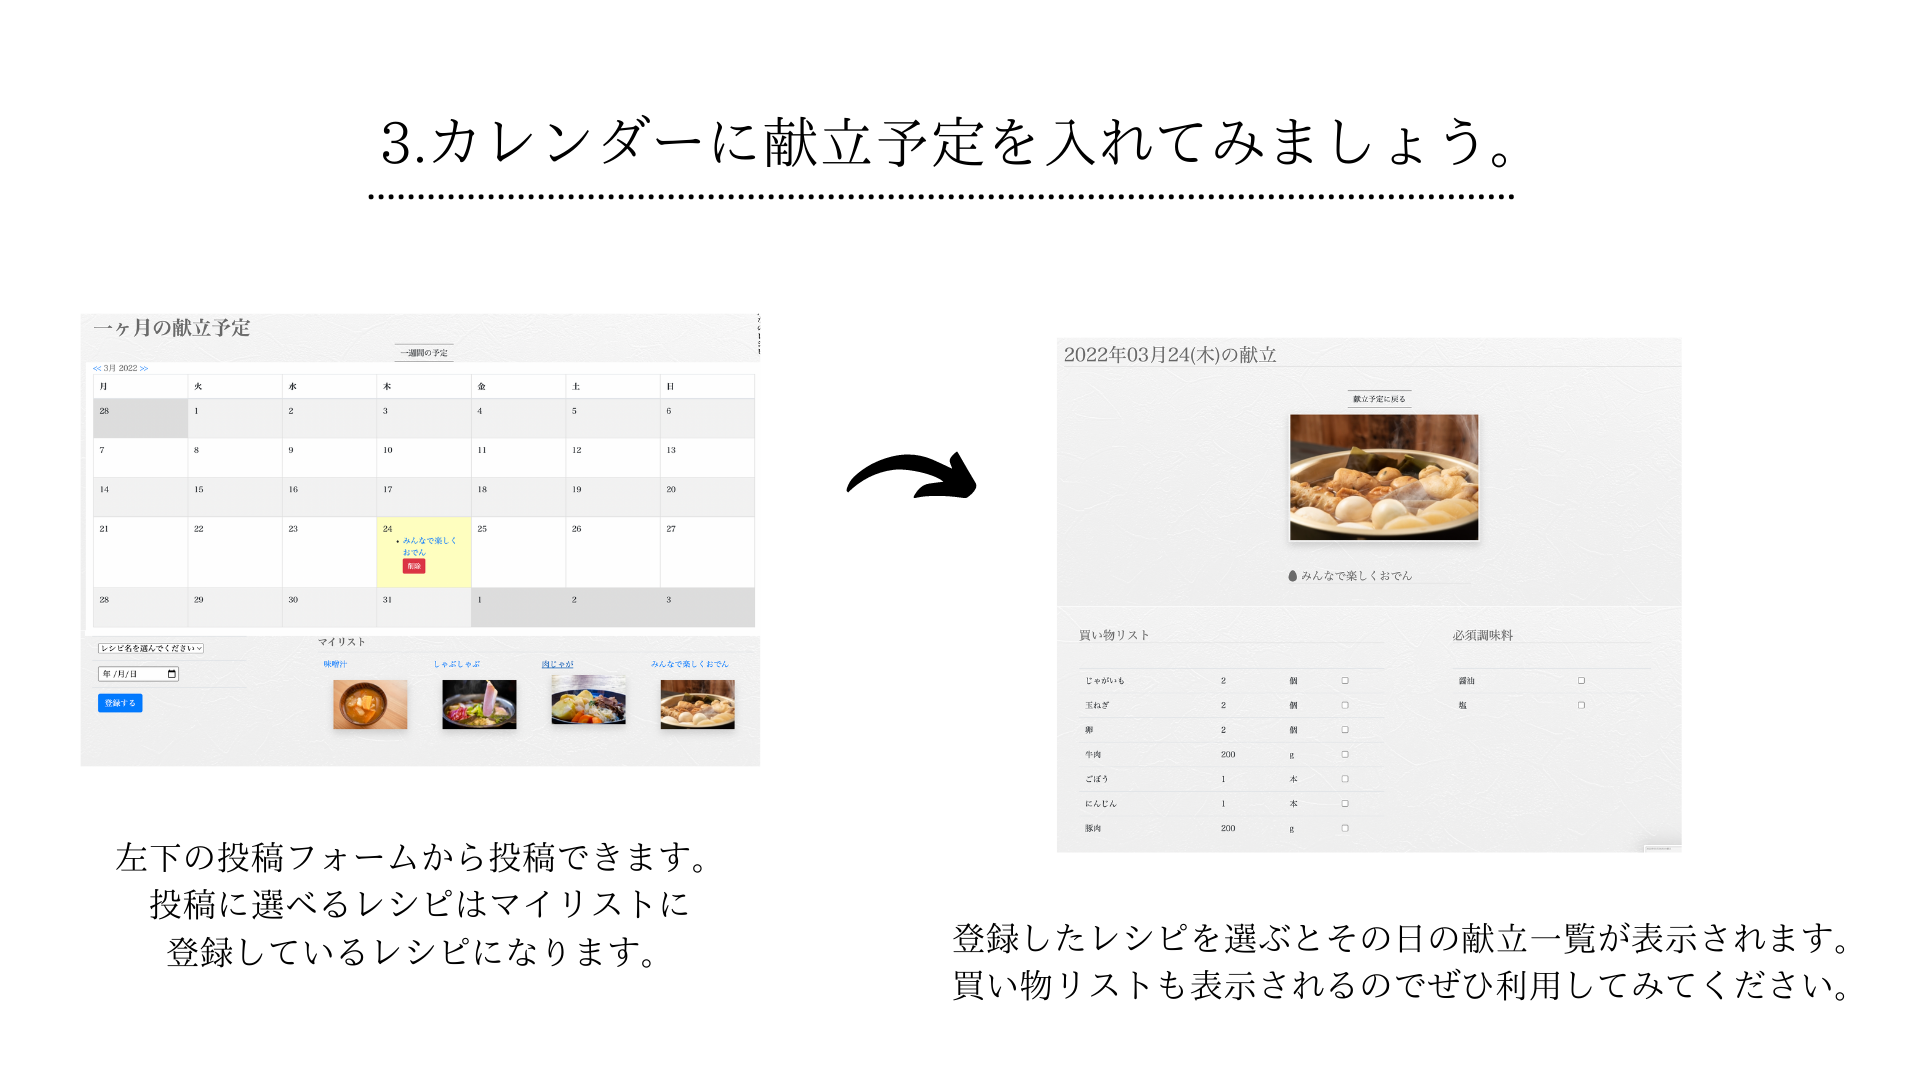 3.カレンダーに献立予定を入れてみましょう。
一ヶ月の献立予定
一週間の予定
<< 3月 2022 >>
月 火 水 木 金 土 日
28 1 2 3 4 5 6
7 8 9 10 11 12 13
14 15 16 17 18 19 20
21 22 23 24 25 26 27
みんなで楽しく
おでん
削除
28 29 30 31 1 2 3
レシピ名を選んでください
年 /月/日
登録する
マイリスト
味噌汁 しゃぶしゃぶ 肉じゃが みんなで楽しくおでん
左下の投稿フォームから投稿できます。
投稿に選べるレシピはマイリストに
登録しているレシピになります。
2022年03月24(木)の献立
献立予定に戻る
みんなで楽しくおでん
買い物リスト
じゃがいも 2 個
玉ねぎ 2 個
卵 2 個
牛肉 200 g
ごぼう 1 本
にんじん 1 本
豚肉 200 g
必須調味料
醤油
塩
登録したレシピを選ぶとその日の献立一覧が表示されます。
買い物リストも表示されるのでぜひ利用してみてください。